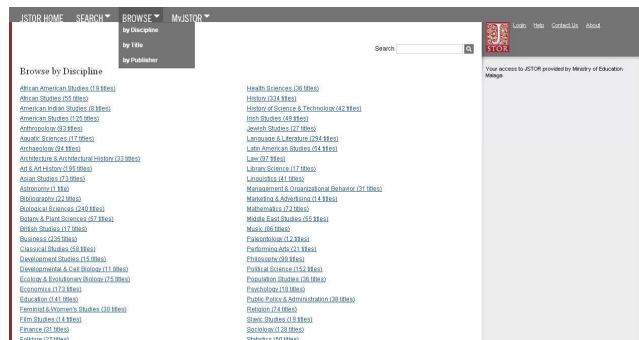 JSTOR HOME SEARCH BROWSE MyJSTOR
by Discipline
by Title
by Publisher
Login Help Contact Us About
JSTOR
Search
Your access to JSTOR provided by Ministry of Education
Malaga
Browse by Discipline
African American Studies (19 titles)
African Studies (55 titles)
American Indian Studies (8 titles)
American Studies (125 titles)
Anthropology (93 titles)
Aquatic Sciences (17 titles)
Archaeology (94 titles)
Architecture & Architectural History (33 titles)
Art & Art History (195 titles)
Asian Studies (73 titles)
Astronomy (1 title)
Bibliography (22 titles)
Biological Sciences (240 titles)
Botany & Plant Sciences (57 titles)
British Studies (17 titles)
Business (235 titles)
Classical Studies (58 titles)
Development Studies (15 titles)
Developmental & Cell Biology (11 titles)
Ecology & Evolutionary Biology (75 titles)
Economics (173 titles)
Education (141 titles)
Feminist & Women's Studies (30 titles)
Film Studies (14 titles)
Finance (31 titles)
Folklore (27 titles)
Health Sciences (36 titles)
History (334 titles)
History of Science & Technology (42 titles)
Irish Studies (49 titles)
Jewish Studies (27 titles)
Language & Literature (294 titles)
Latin American Studies (54 titles)
Law (97 titles)
Library Science (17 titles)
Linguistics (41 titles)
Management & Organizational Behavior (31 titles)
Marketing & Advertising (14 titles)
Mathematics (72 titles)
Middle East Studies (55 titles)
Music (86 titles)
Paleontology (12 titles)
Performing Arts (21 titles)
Philosophy (99 titles)
Political Science (152 titles)
Population Studies (36 titles)
Psychology (18 titles)
Public Policy & Administration (38 titles)
Religion (74 titles)
Slavic Studies (19 titles)
Sociology (128 titles)
Statistics (50 titles)